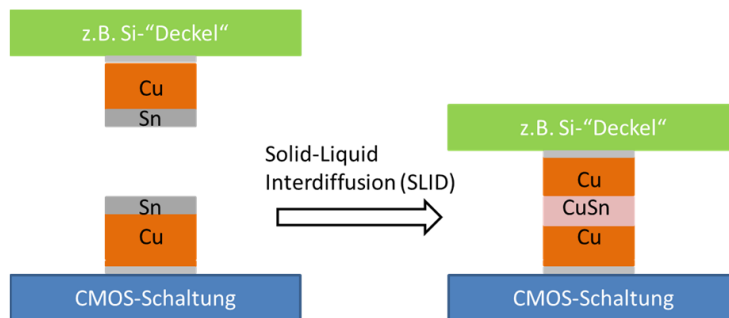 z.B. Si-“Deckel“
Cu
Sn
Sn
Cu
CMOS-Schaltung
Solid-Liquid
Interdiffusion (SLID)
z.B. Si-“Deckel“
Cu
CuSn
Cu
CMOS-Schaltung